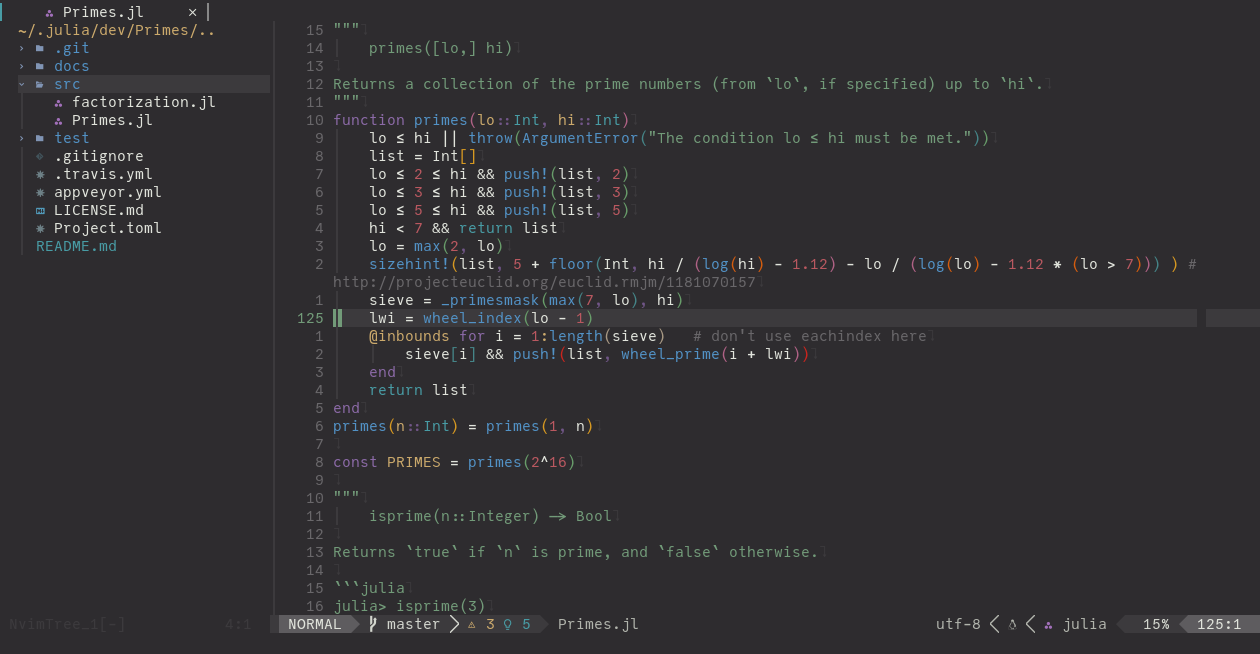 Primes.jl ×
~/.julia/dev/Primes/..
› .git
› docs
src
factorization.jl
Primes.jl
› test
.gitignore
.travis.yml
appveyor.yml
LICENSE.md
Project.toml
README.md
15 """
14 primes([lo,] hi)
13
12 Returns a collection of the prime numbers (from `lo`, if specified) up to `hi`.
11 """
10 function primes(lo::Int, hi::Int)
9 lo ≤ hi || throw(ArgumentError("The condition lo ≤ hi must be met."))
8 list = Int[]
7 lo ≤ 2 ≤ hi && push!(list, 2)
6 lo ≤ 3 ≤ hi && push!(list, 3)
5 lo ≤ 5 ≤ hi && push!(list, 5)
4 hi < 7 && return list
3 lo = max(2, lo)
2 sizehint!(list, 5 + floor(Int, hi / (log(hi) - 1.12) - lo / (log(lo) - 1.12 * (lo > 7))) ) #
http://projecteuclid.org/euclid.rmjm/1181070157
1 sieve = _primesmask(max(7, lo), hi)
125 lwi = wheel_index(lo - 1)
1 @inbounds for i = 1:length(sieve) # don't use eachindex here
2 sieve[i] && push!(list, wheel_prime(i + lwi))
3 end
4 return list
5 end
6 primes(n::Int) = primes(1, n)
7
8 const PRIMES = primes(2^16)
9
10 """
11 isprime(n::Integer) -> Bool
12
13 Returns `true` if `n` is prime, and `false` otherwise.
14
15 ```julia
16 julia> isprime(3)
NvimTree_1[-] 4:1 NORMAL master 3 5 Primes.jl utf-8 julia 15% 125:1